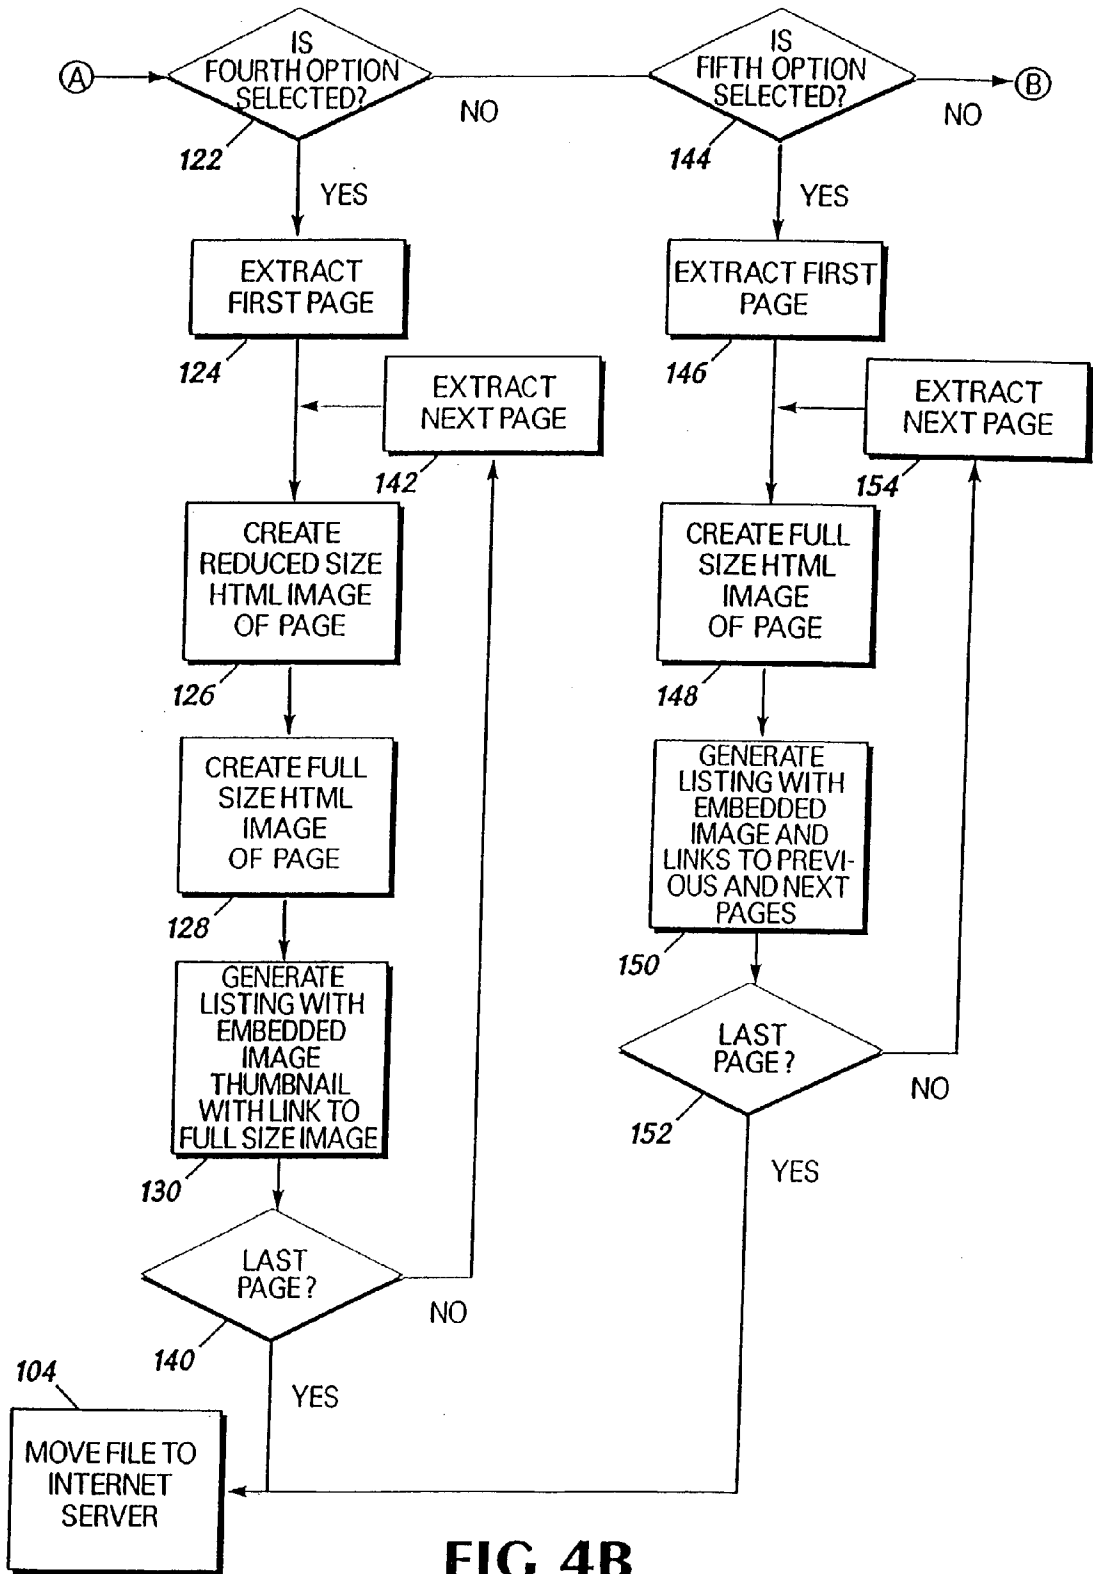 IS
FOURTH OPTION
SELECTED?
A
NO
122
YES
IS
FIFTH OPTION
SELECTED?
B
NO
144
YES
EXTRACT
FIRST PAGE
124
EXTRACT
NEXT PAGE
142
EXTRACT FIRST
PAGE
146
EXTRACT
NEXT PAGE
154
CREATE
REDUCED SIZE
HTML IMAGE
OF PAGE
126
CREATE FULL
SIZE HTML
IMAGE
OF PAGE
148
CREATE FULL
SIZE HTML
IMAGE
OF PAGE
128
GENERATE
LISTING WITH
EMBEDDED
IMAGE AND
LINKS TO PREVI-
OUS AND NEXT
PAGES
150
GENERATE
LISTING WITH
EMBEDDED
IMAGE
THUMBNAIL
WITH LINK TO
FULL SIZE IMAGE
130
LAST
PAGE?
NO
152
YES
LAST
PAGE?
NO
140
YES
104
MOVE FILE TO
INTERNET
SERVER
FIG 4B